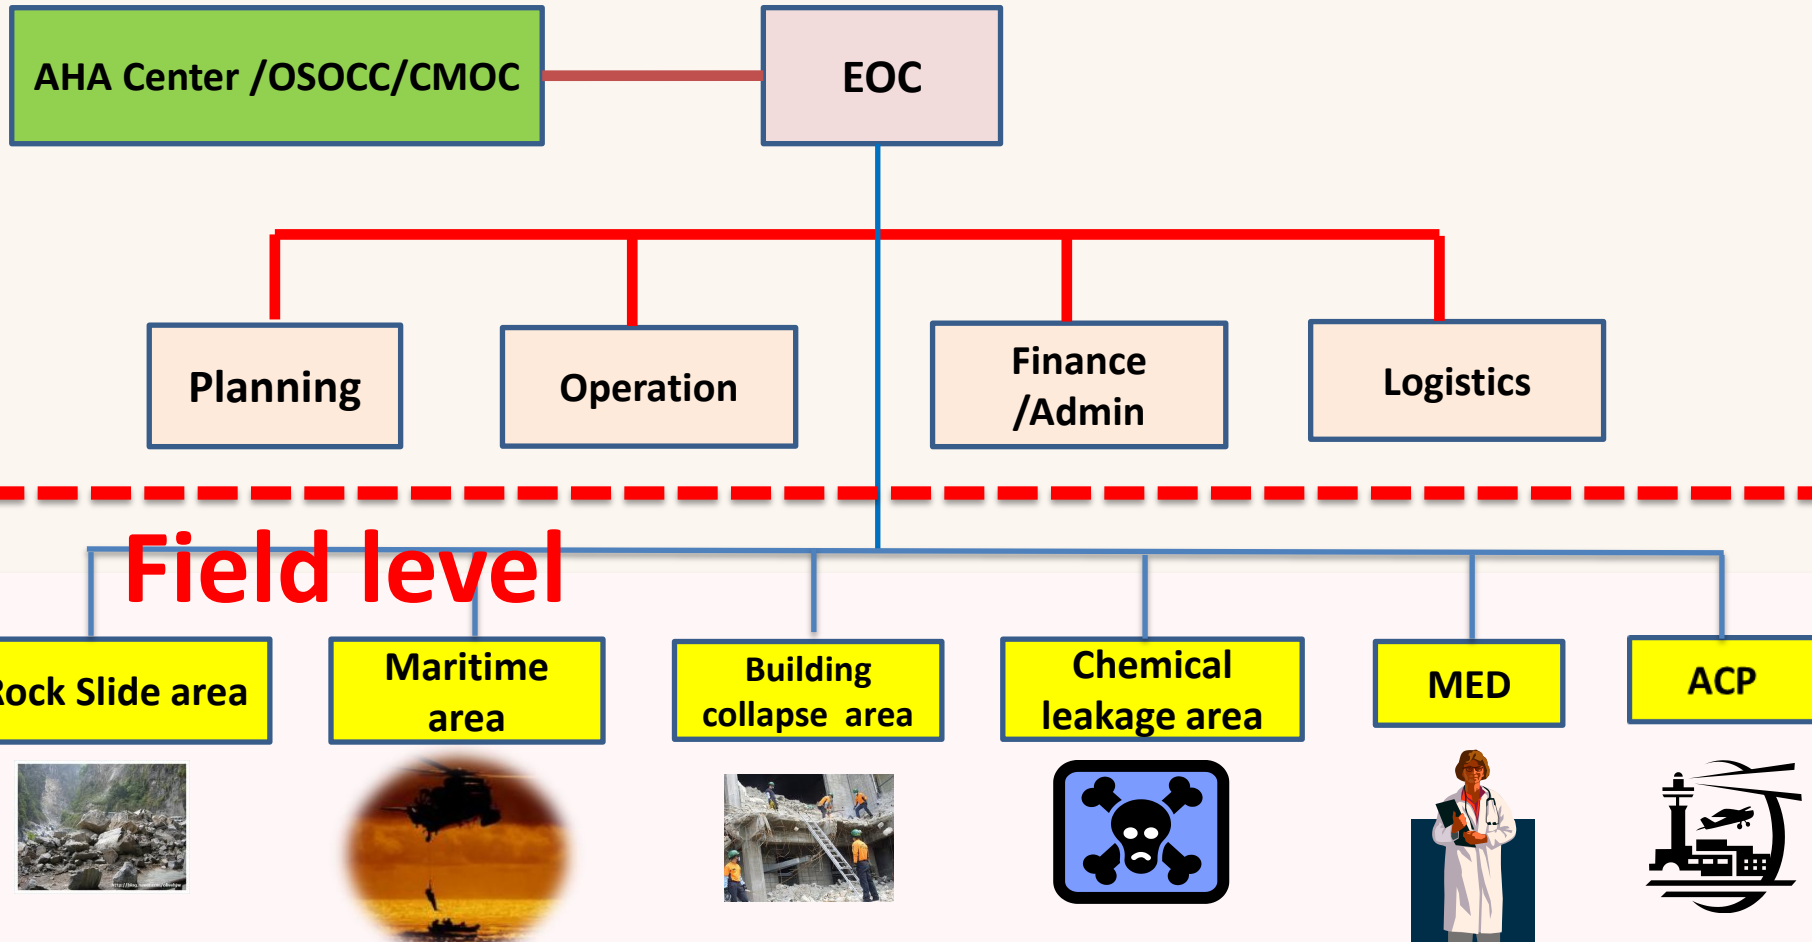 AHA Center /OSOCC/CMOC
EOC
Planning
Operation
Finance
/Admin
Logistics
Field level
Rock Slide area
Maritime
area
Building
collapse area
Chemical
leakage area
MED
ACP